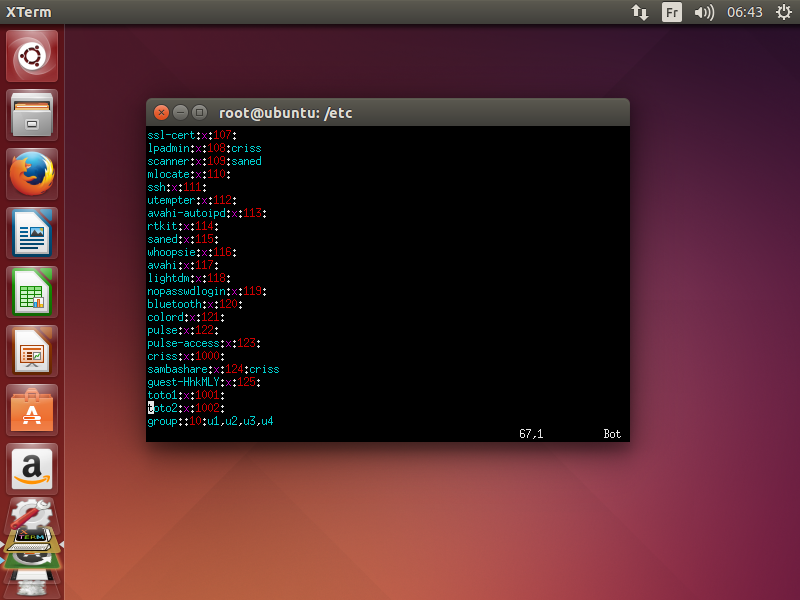 XTerm
Fr
06:43
root@ubuntu: /etc
ssl-cert:x:107:
lpadmin:x:108:criss
scanner:x:109:saned
mlocate:x:110:
ssh:x:111:
utempter:x:112:
avahi-autoipd:x:113:
rtkit:x:114:
saned:x:115:
whoopsie:x:116:
avahi:x:117:
lightdm:x:118:
nopasswdlogin:x:119:
bluetooth:x:120:
colord:x:121:
pulse:x:122:
pulse-access:x:123:
criss:x:1000:
sambashare:x:124:criss
guest-HhkMLY:x:125:
toto1:x:1001:
toto2:x:1002:
group::10:u1,u2,u3,u4
67,1 Bot
A
a
X
TERM